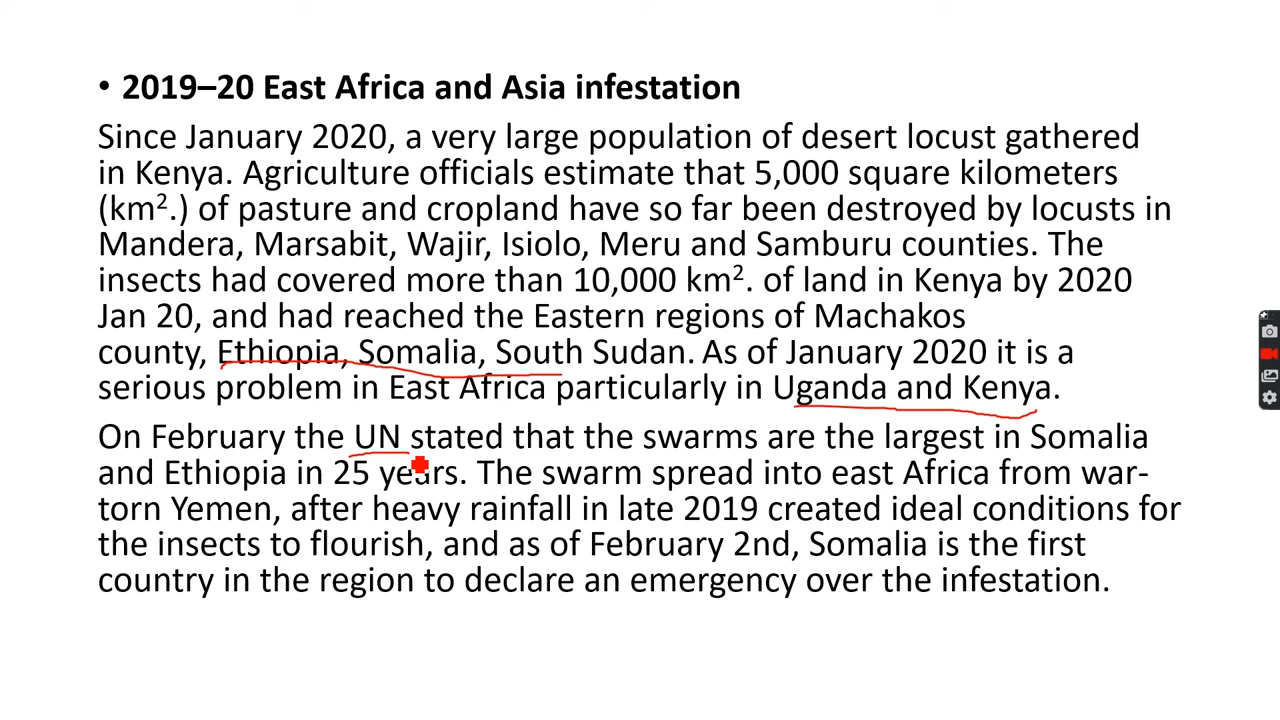 • 2019–20 East Africa and Asia infestation
Since January 2020, a very large population of desert locust gathered
in Kenya. Agriculture officials estimate that 5,000 square kilometers
(km².) of pasture and cropland have so far been destroyed by locusts in
Mandera, Marsabit, Wajir, Isiolo, Meru and Samburu counties. The
insects had covered more than 10,000 km². of land in Kenya by 2020
Jan 20, and had reached the Eastern regions of Machakos
county, Ethiopia, Somalia, South Sudan. As of January 2020 it is a
serious problem in East Africa particularly in Uganda and Kenya.
On February the UN stated that the swarms are the largest in Somalia
and Ethiopia in 25 years. The swarm spread into east Africa from war-
torn Yemen, after heavy rainfall in late 2019 created ideal conditions for
the insects to flourish, and as of February 2nd, Somalia is the first
country in the region to declare an emergency over the infestation.